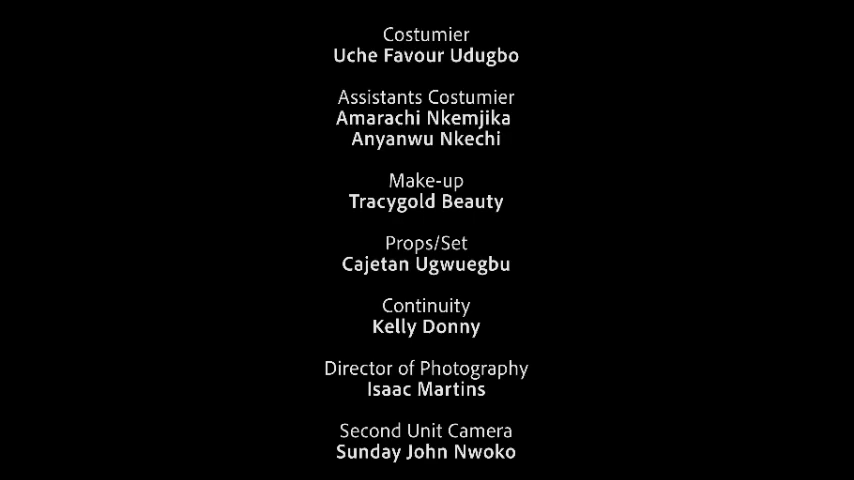 Costumier
Uche Favour Udugbo
Assistants Costumier
Amarachi Nkemjika
Anyanwu Nkechi
Make-up
Tracygold Beauty
Props/Set
Cajetan Ugwuegbu
Continuity
Kelly Donny
Director of Photography
Isaac Martins
Second Unit Camera
Sunday John Nwoko